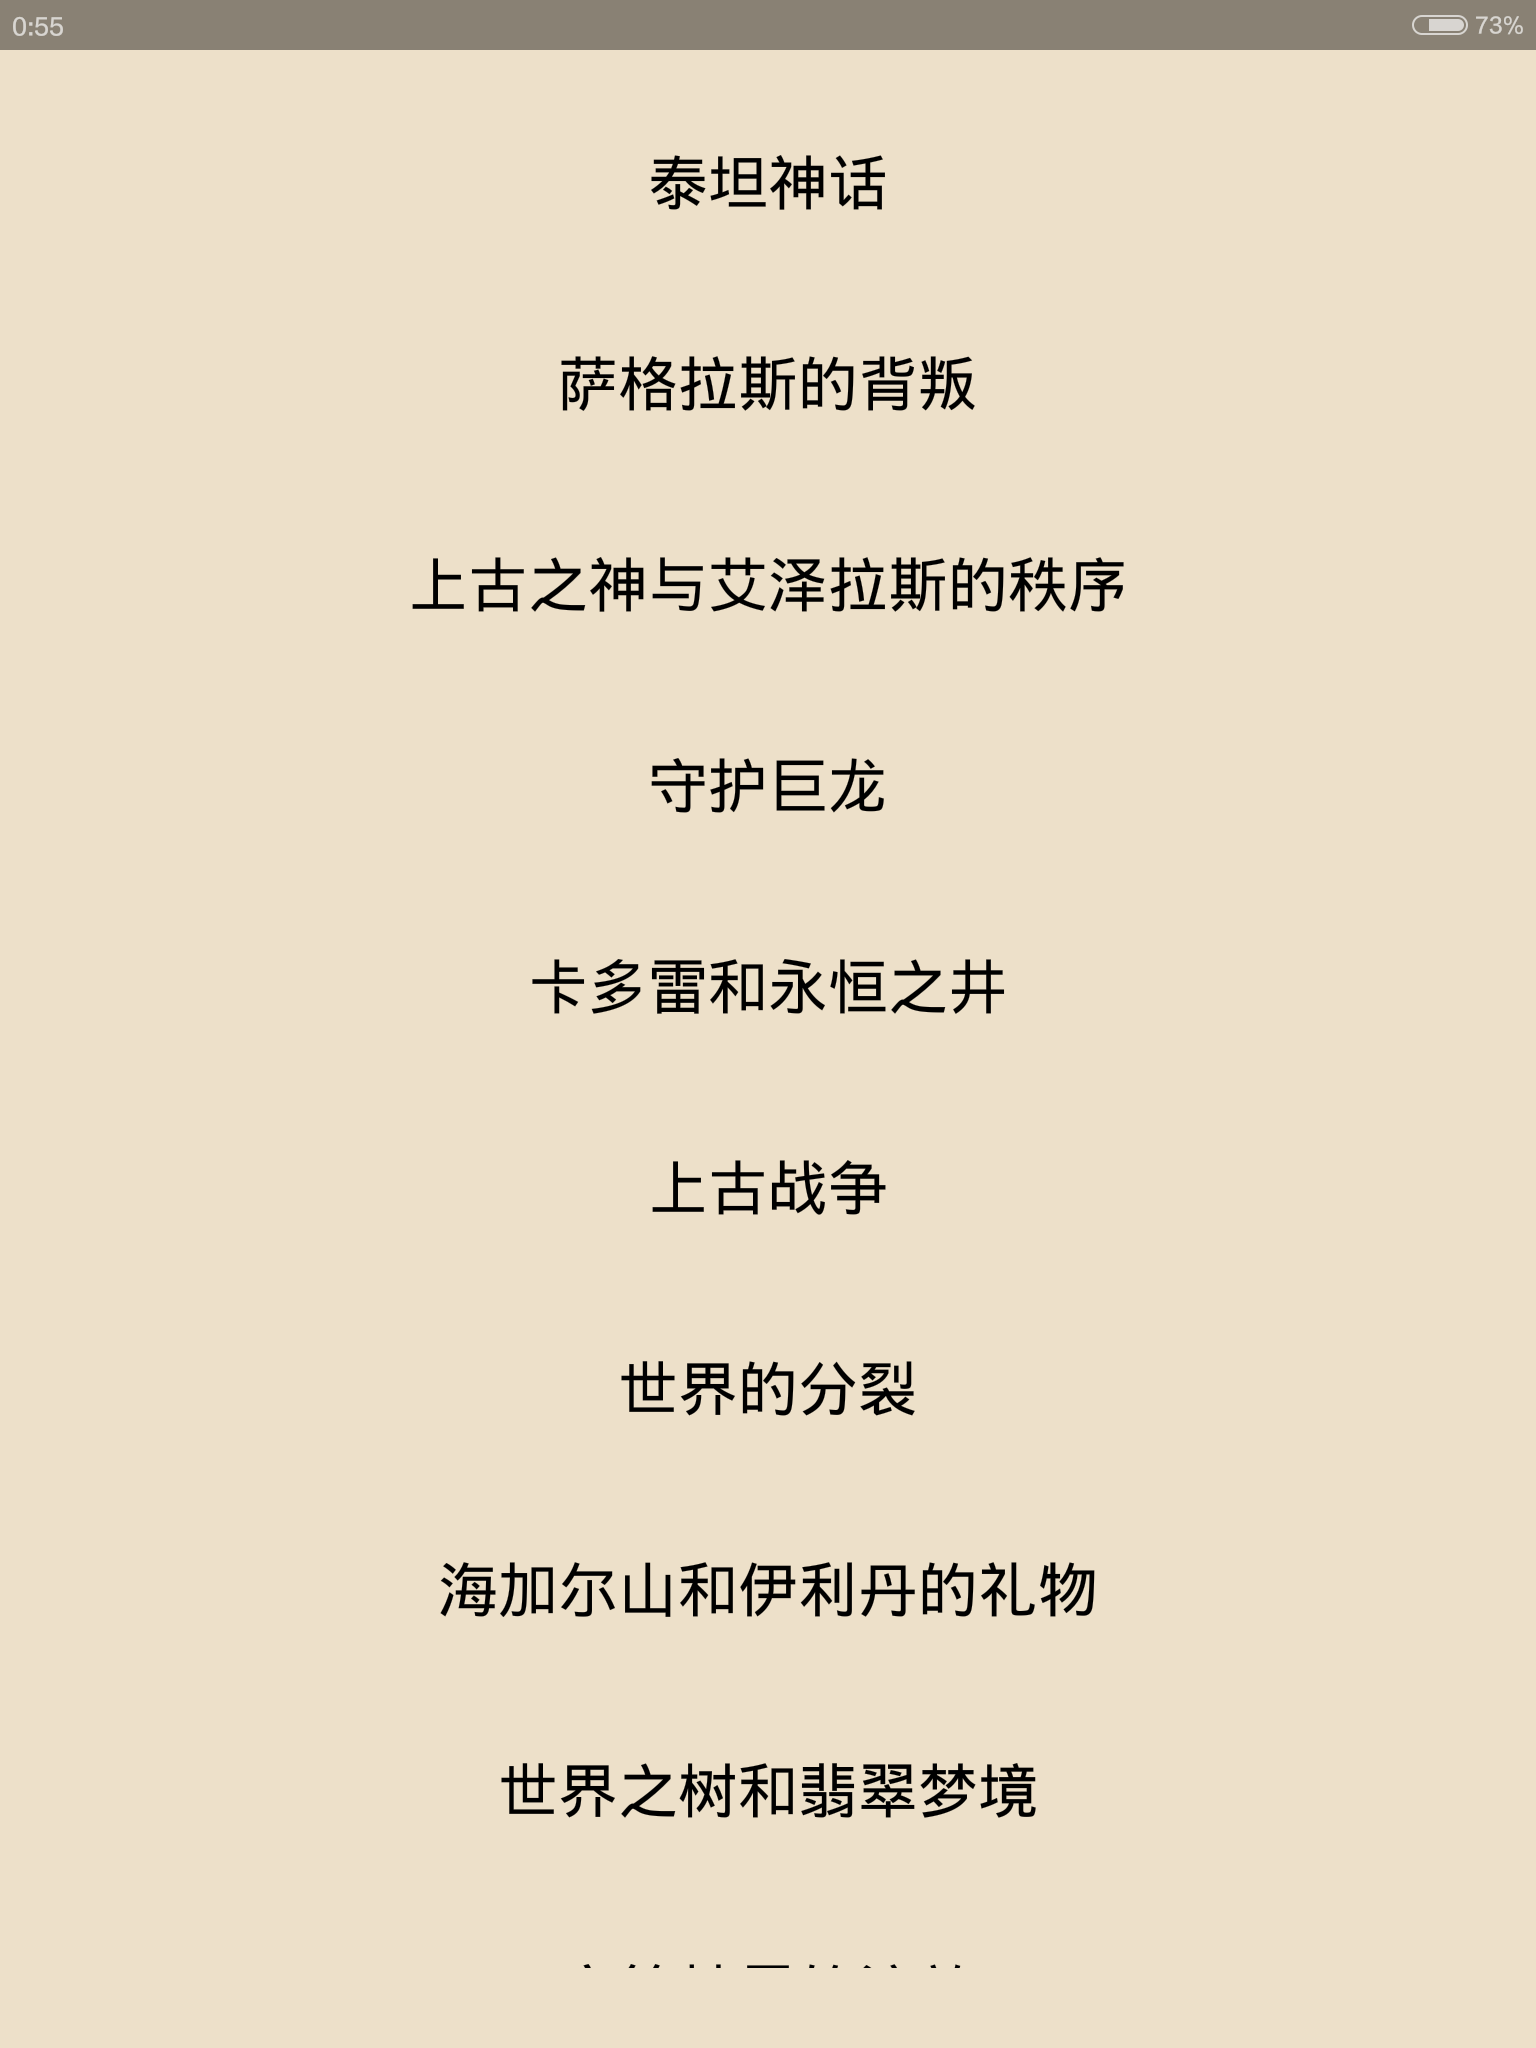 0:55
73%
泰坦神话
萨格拉斯的背叛
上古之神与艾泽拉斯的秩序
守护巨龙
卡多雷和永恒之井
上古战争
世界的分裂
海加尔山和伊利丹的礼物
世界之树和翡翠梦境